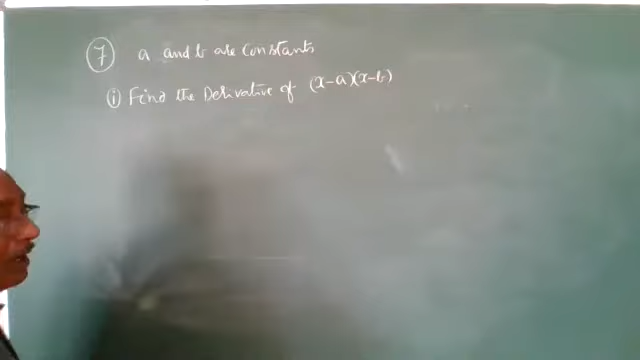 7 a and b are constants
(i) Find the Derivative of (x-a)(x-b)